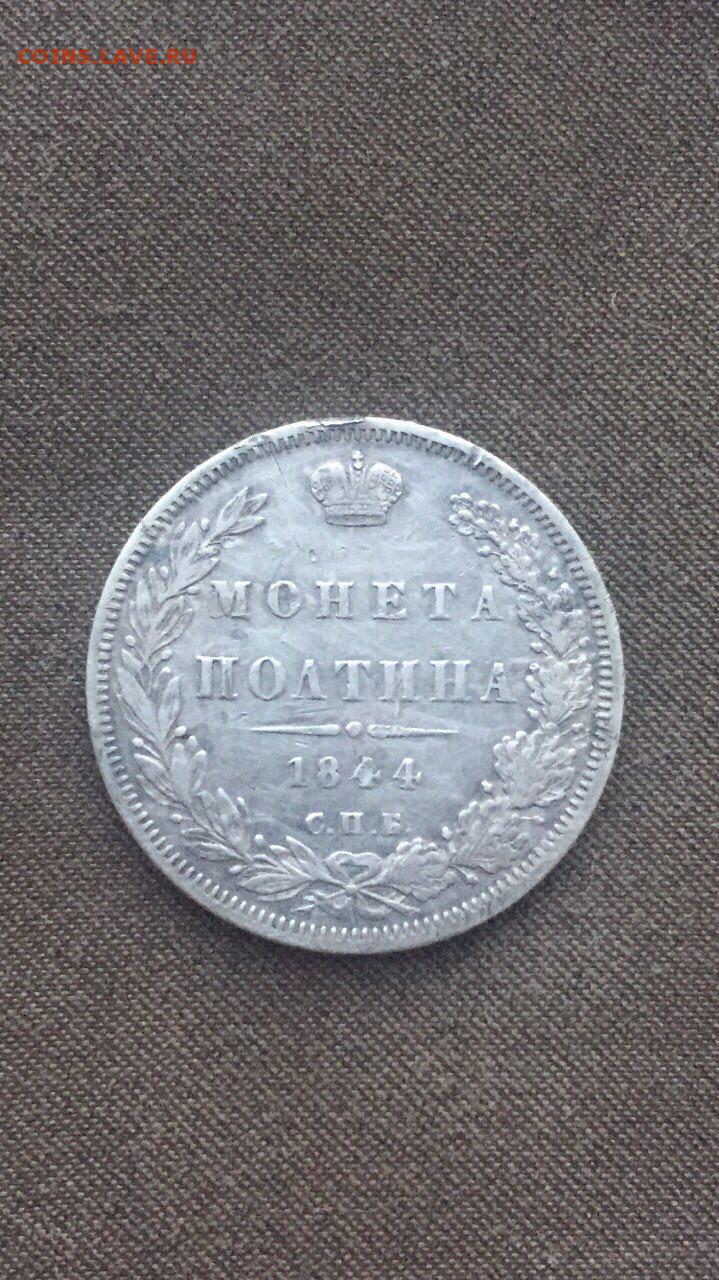 COINS.LAVE.RU
МОНЕТА
ПОЛТИНА
1844
С.П.Б.